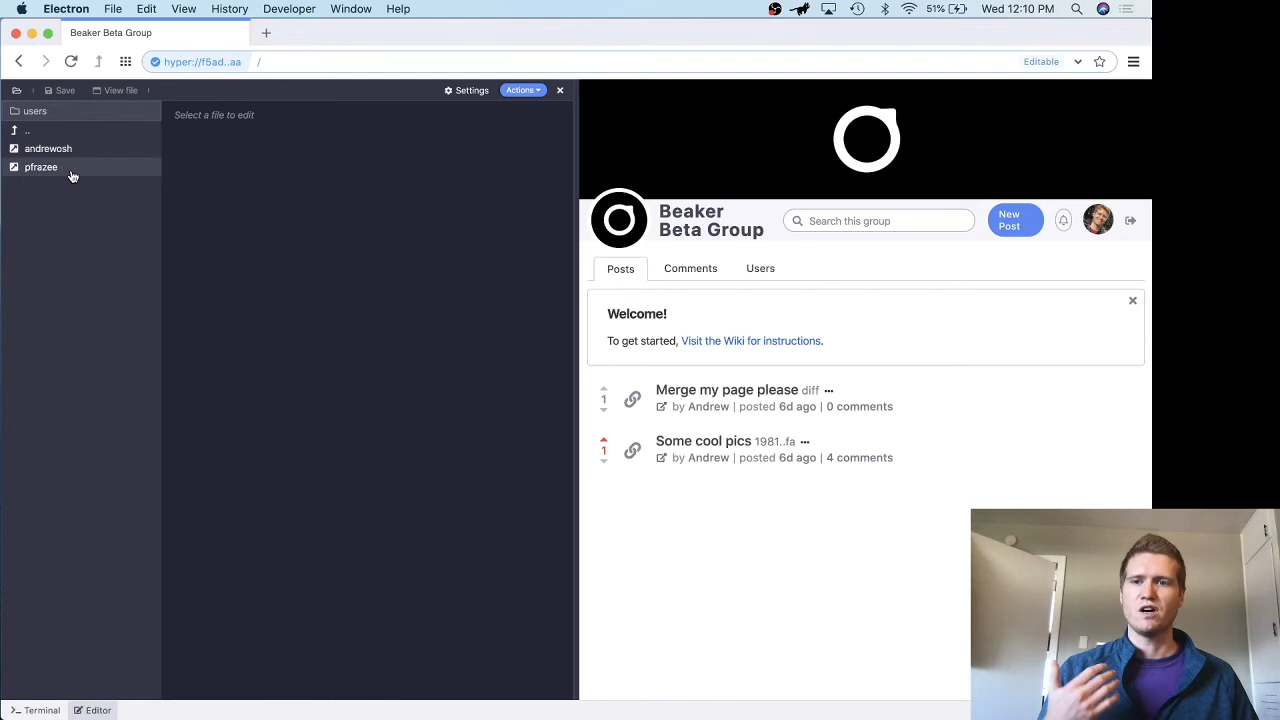 Electron File Edit View History Developer Window Help 51% Wed 12:10 PM
Beaker Beta Group
hyper://f5ad..aa / Editable
Save View file Settings Actions
users
Select a file to edit
..
andrewosh
pfrazee
Beaker
Beta Group
Search this group
New
Post
Posts Comments Users
Welcome!
To get started, Visit the Wiki for instructions.
Merge my page please diff
1
by Andrew | posted 6d ago | 0 comments
Some cool pics 1981..fa
1
by Andrew | posted 6d ago | 4 comments
Terminal Editor